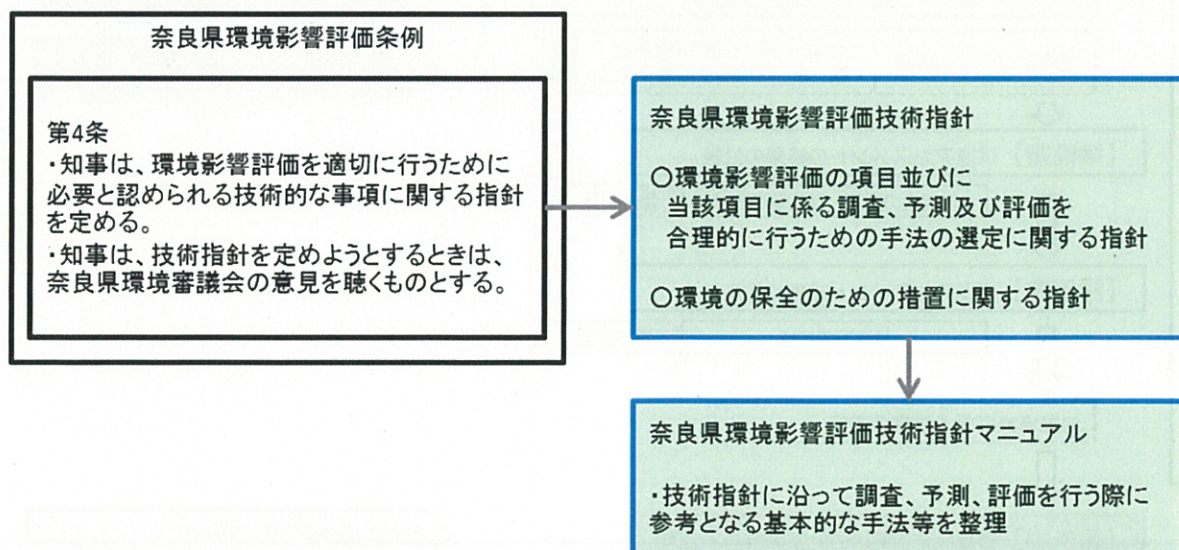 奈良県環境影響評価条例
第4条
・知事は、環境影響評価を適切に行うために
必要と認められる技術的な事項に関する指針
を定める。
・知事は、技術指針を定めようとするときは、
奈良県環境審議会の意見を聴くものとする。
奈良県環境影響評価技術指針
○環境影響評価の項目並びに
当該項目に係る調査、予測及び評価を
合理的に行うための手法の選定に関する指針
○環境の保全のための措置に関する指針
奈良県環境影響評価技術指針マニュアル
・技術指針に沿って調査、予測、評価を行う際に
参考となる基本的な手法等を整理